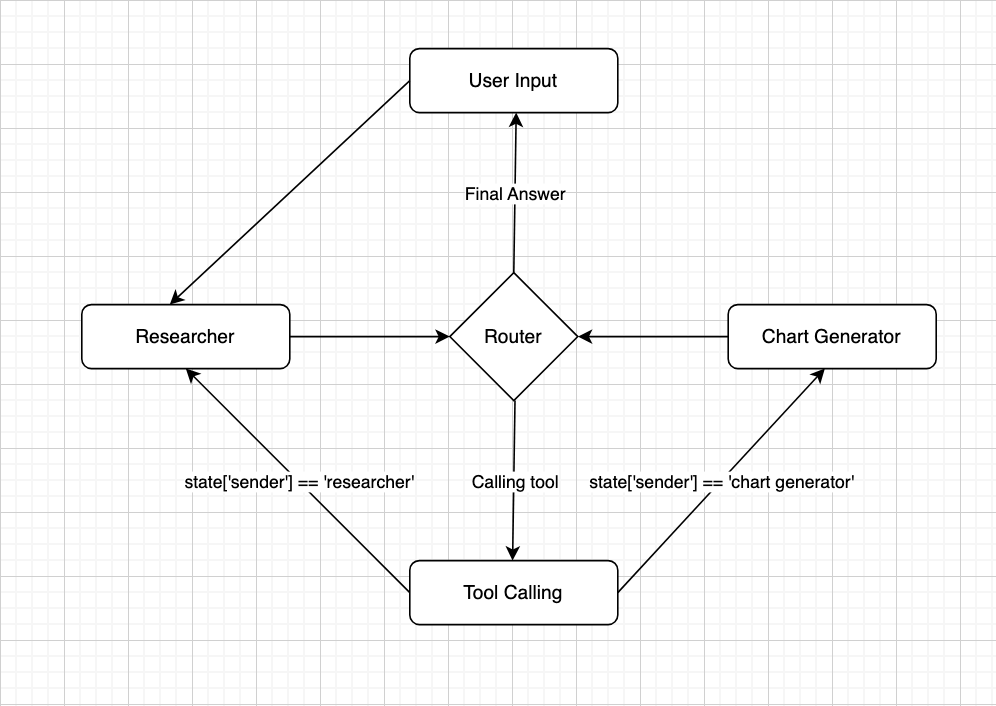 User Input
Final Answer
Researcher
Router
Chart Generator
state['sender'] == 'researcher'
Calling tool
state['sender'] == 'chart generator'
Tool Calling